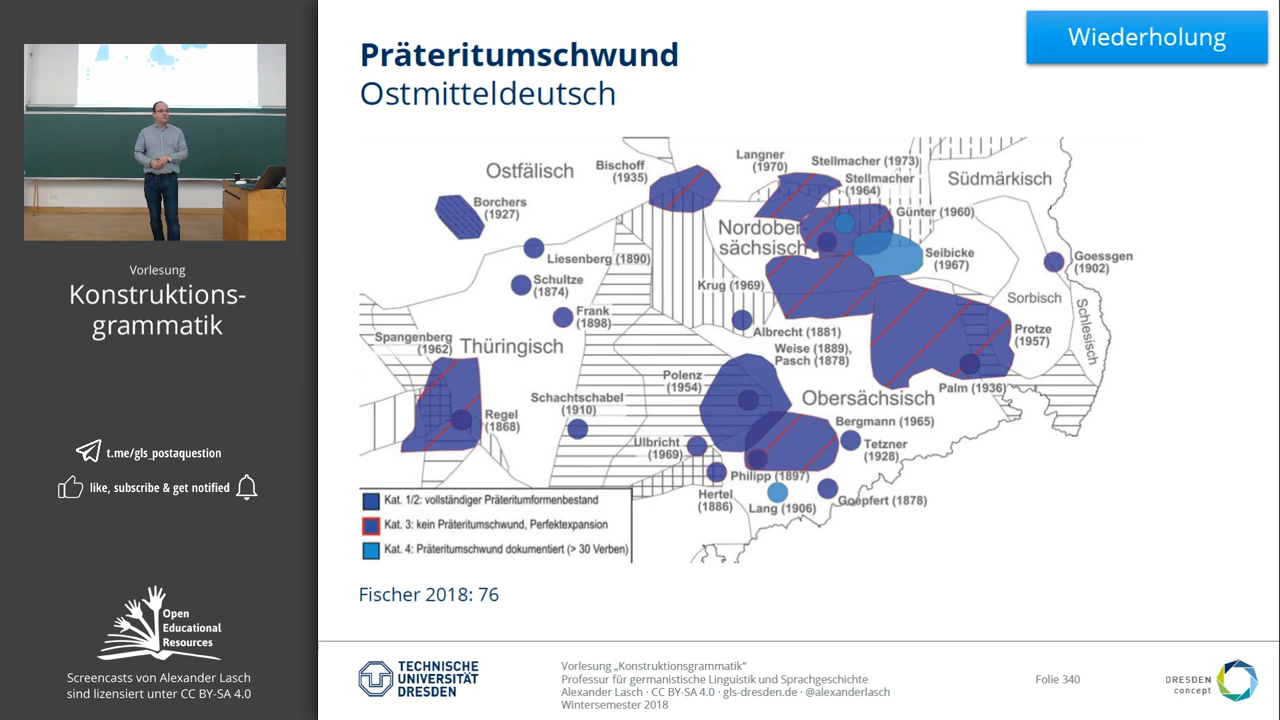 Vorlesung
Konstruktions-
grammatik
t.me/gls_postaquestion
like, subscribe & get notified
Open
Educational
Resources
Screencasts von Alexander Lasch
sind lizensiert unter CC BY-SA 4.0
Wiederholung
Präteritumschwund
Ostmitteldeutsch
Ostfälisch
Bischoff
(1935)
Langner
(1970)
Stellmacher (1973)
Stellmacher
(1964)
Südmärkisch
Borchers
(1927)
Günter (1960)
Nordober-
sächsisch
Liesenberg (1890)
Seibicke
(1967)
Goessgen
(1902)
Schultze
(1874)
Krug (1969)
Sorbisch
Schlesisch
Frank
(1898)
Albrecht (1881)
Protze
(1957)
Spangenberg
(1962)
Thüringisch
Weise (1889),
Pasch (1878)
Polenz
(1954)
Palm (1936)
Schachtschabel
(1910)
Obersächsisch
Regel
(1868)
Bergmann (1965)
Ulbricht
(1969)
Tetzner
(1928)
Philipp (1897)
Hertel
(1886)
Lang (1906)
Goepfert (1878)
Kat. 1/2: vollständiger Präteritumformenbestand
Kat. 3: kein Präteritumschwund, Perfektexpansion
Kat. 4: Präteritumschwund dokumentiert (> 30 Verben)
Fischer 2018: 76
TECHNISCHE
UNIVERSITÄT
DRESDEN
Vorlesung „Konstruktionsgrammatik“
Professur für germanistische Linguistik und Sprachgeschichte
Alexander Lasch · CC BY-SA 4.0 · gls-dresden.de · @alexanderlasch
Wintersemester 2018
Folie 340
DRESDEN
concept